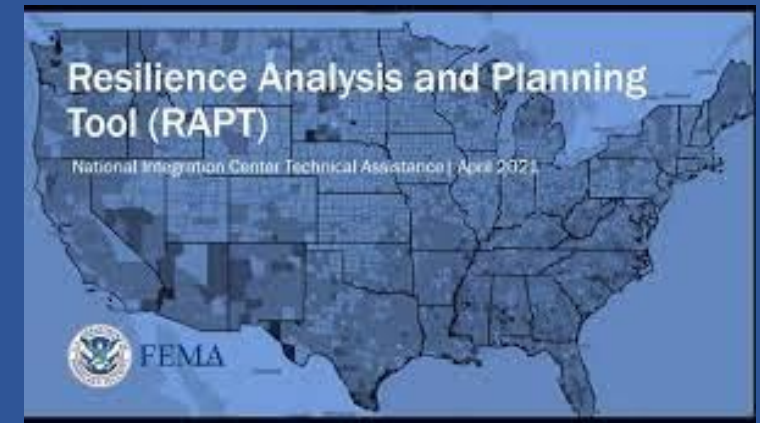 Resilience Analysis and Planning
Tool (RAPT)
National Integration Center Technical Assistance | April 2021
FEMA